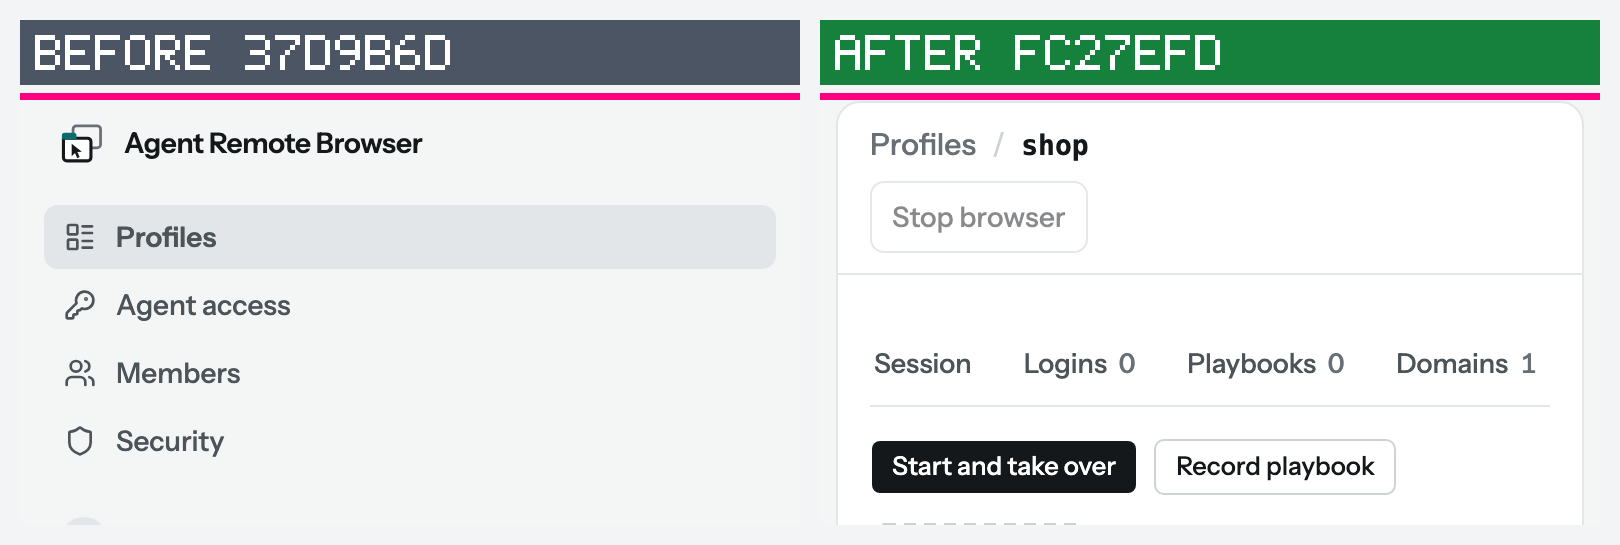 BEFORE 37D9B6D
Agent Remote Browser
Profiles
Agent access
Members
Security
AFTER FC27EFD
Profiles / shop
Stop browser
Session Logins 0 Playbooks 0 Domains 1
Start and take over Record playbook